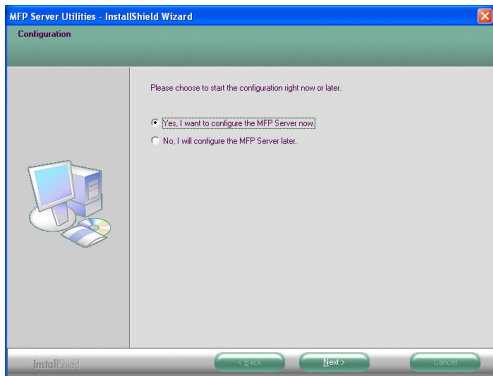 MFP Server Utilities - InstallShield Wizard
Configuration
Please choose to start the configuration right now or later.
Yes, I want to configure the MFP Server now.
No, I will configure the MFP Server later.
InstallShield
< Back
Next >
Cancel